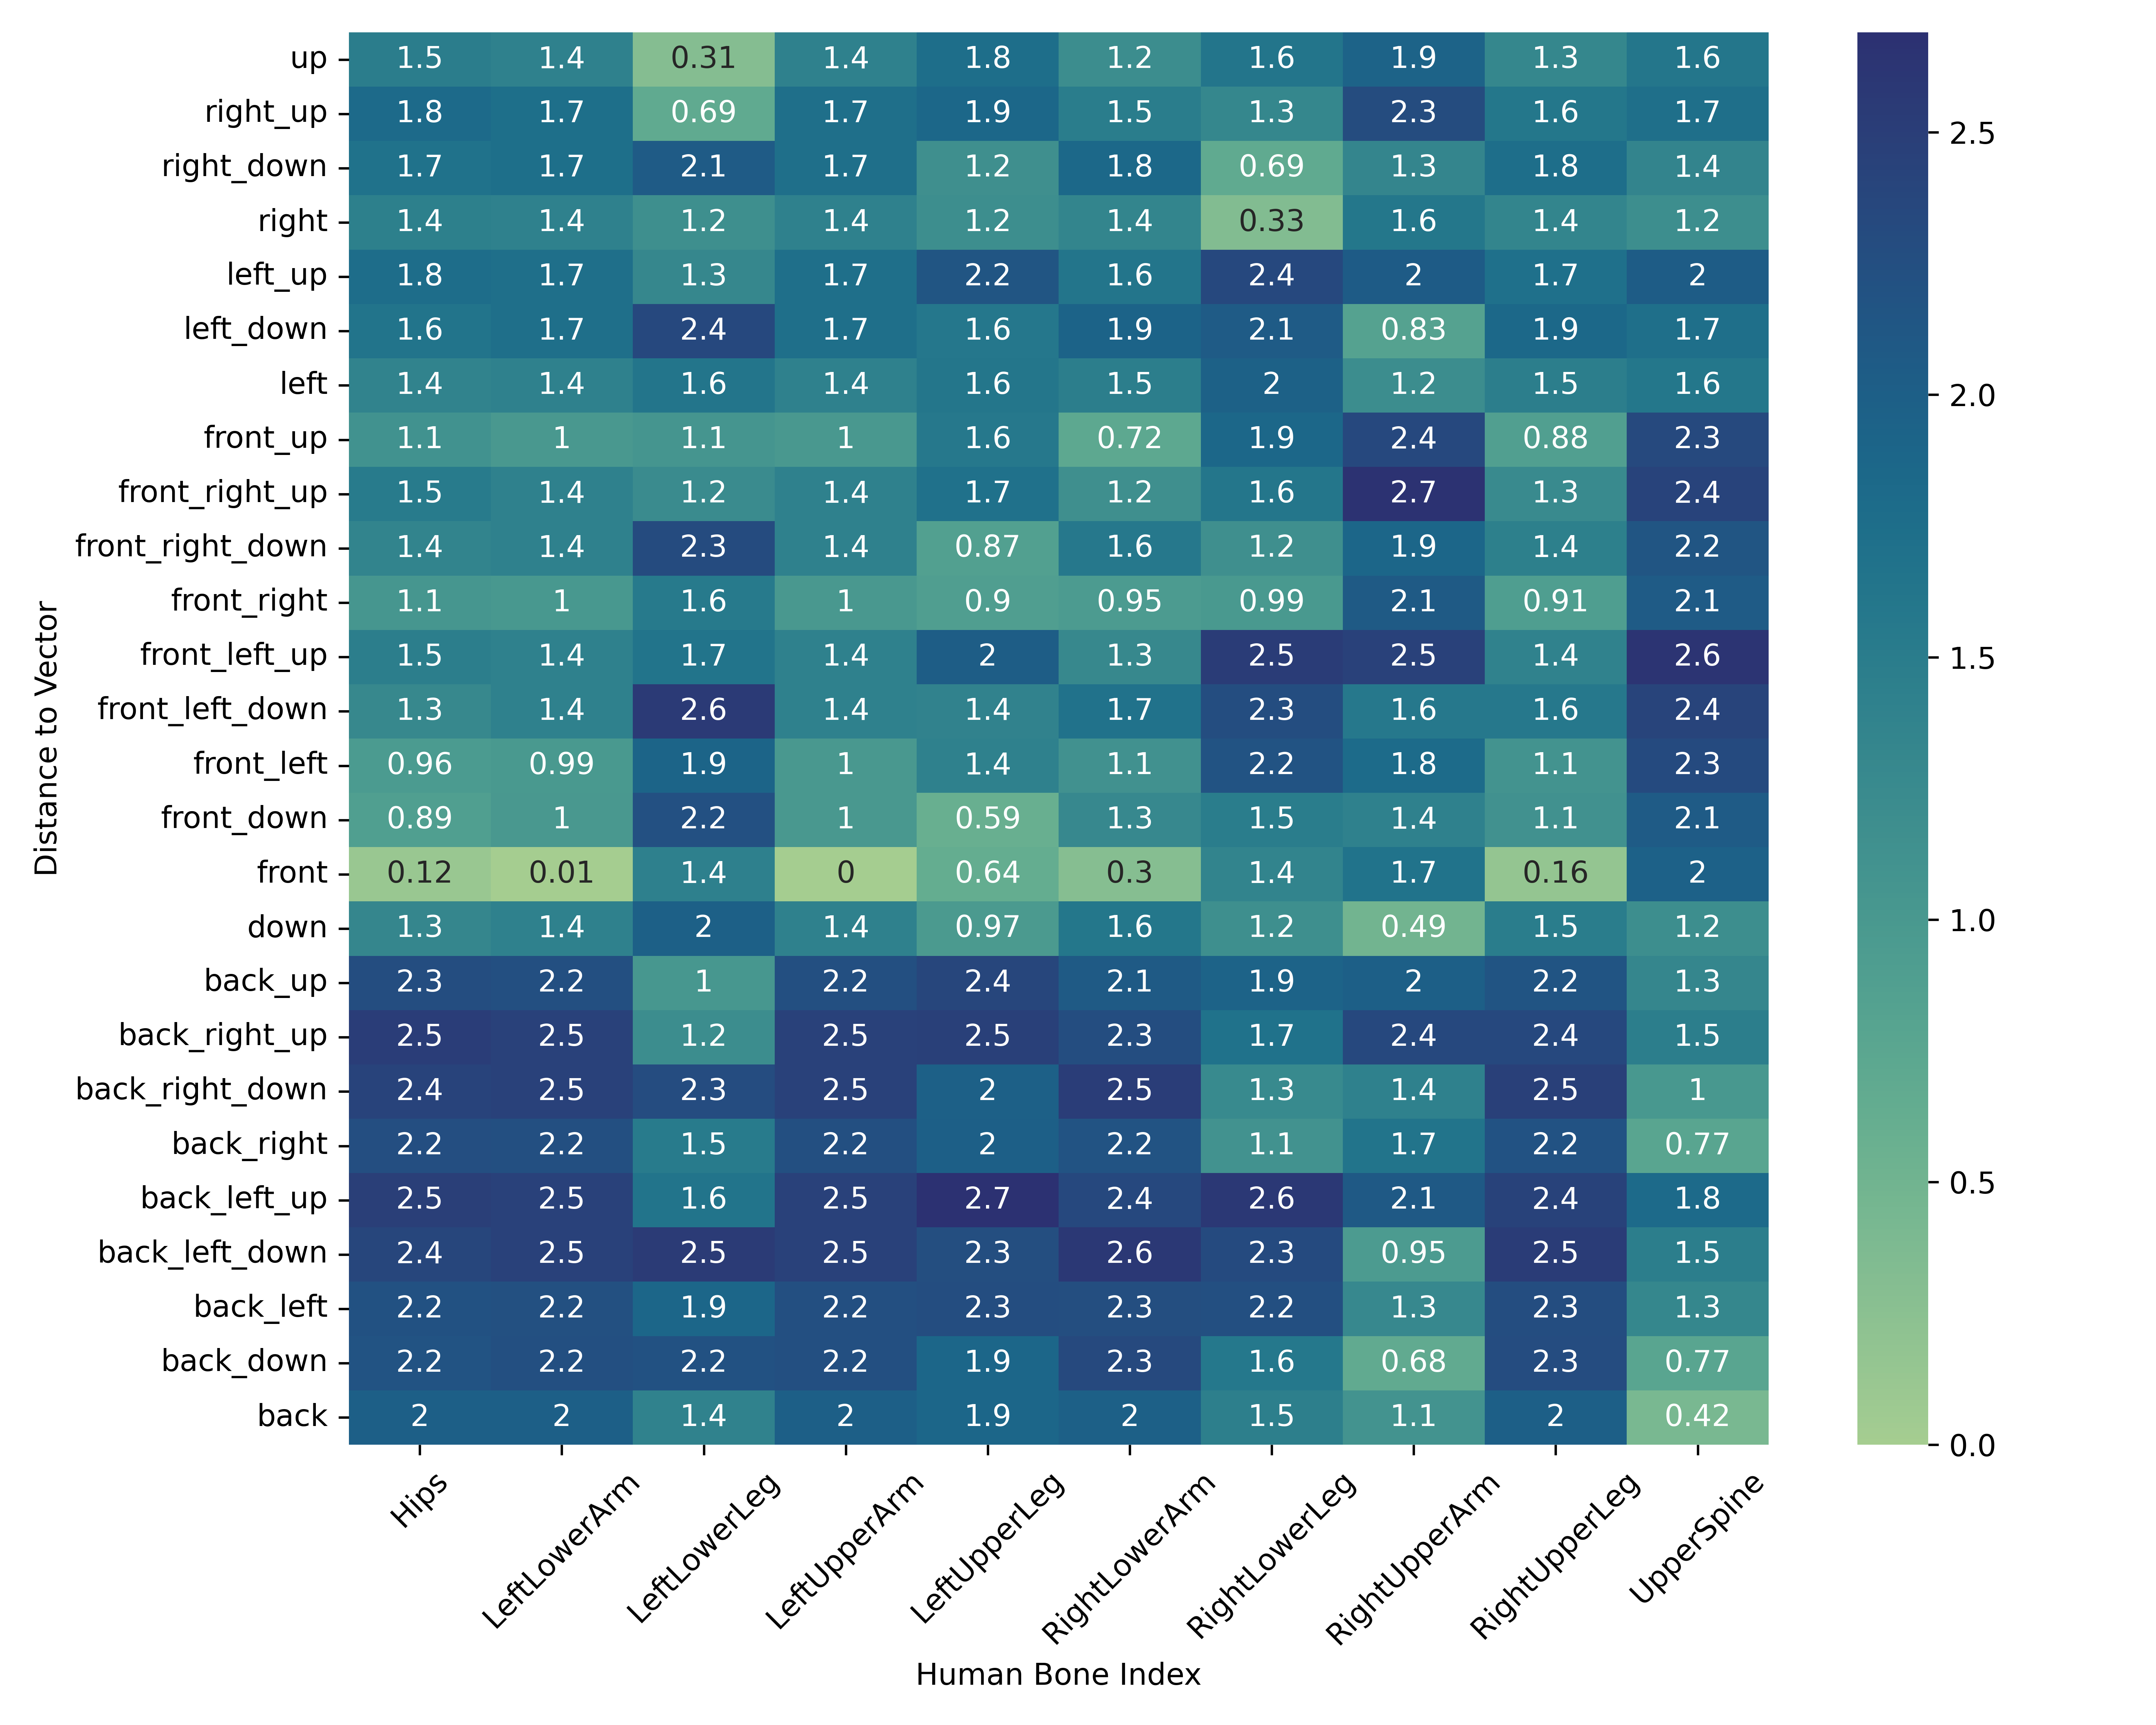 up 1.5 1.4 0.31 1.4 1.8 1.2 1.6 1.9 1.3 1.6
right_up 1.8 1.7 0.69 1.7 1.9 1.5 1.3 2.3 1.6 1.7
right_down 1.7 1.7 2.1 1.7 1.2 1.8 0.69 1.3 1.8 1.4
right 1.4 1.4 1.2 1.4 1.2 1.4 0.33 1.6 1.4 1.2
left_up 1.8 1.7 1.3 1.7 2.2 1.6 2.4 2 1.7 2
left_down 1.6 1.7 2.4 1.7 1.6 1.9 2.1 0.83 1.9 1.7
left 1.4 1.4 1.6 1.4 1.6 1.5 2 1.2 1.5 1.6
front_up 1.1 1 1.1 1 1.6 0.72 1.9 2.4 0.88 2.3
front_right_up 1.5 1.4 1.2 1.4 1.7 1.2 1.6 2.7 1.3 2.4
front_right_down 1.4 1.4 2.3 1.4 0.87 1.6 1.2 1.9 1.4 2.2
front_right 1.1 1 1.6 1 0.9 0.95 0.99 2.1 0.91 2.1
front_left_up 1.5 1.4 1.7 1.4 2 1.3 2.5 2.5 1.4 2.6
front_left_down 1.3 1.4 2.6 1.4 1.4 1.7 2.3 1.6 1.6 2.4
front_left 0.96 0.99 1.9 1 1.4 1.1 2.2 1.8 1.1 2.3
front_down 0.89 1 2.2 1 0.59 1.3 1.5 1.4 1.1 2.1
front 0.12 0.01 1.4 0 0.64 0.3 1.4 1.7 0.16 2
down 1.3 1.4 2 1.4 0.97 1.6 1.2 0.49 1.5 1.2
back_up 2.3 2.2 1 2.2 2.4 2.1 1.9 2 2.2 1.3
back_right_up 2.5 2.5 1.2 2.5 2.5 2.3 1.7 2.4 2.4 1.5
back_right_down 2.4 2.5 2.3 2.5 2 2.5 1.3 1.4 2.5 1
back_right 2.2 2.2 1.5 2.2 2 2.2 1.1 1.7 2.2 0.77
back_left_up 2.5 2.5 1.6 2.5 2.7 2.4 2.6 2.1 2.4 1.8
back_left_down 2.4 2.5 2.5 2.5 2.3 2.6 2.3 0.95 2.5 1.5
back_left 2.2 2.2 1.9 2.2 2.3 2.3 2.2 1.3 2.3 1.3
back_down 2.2 2.2 2.2 2.2 1.9 2.3 1.6 0.68 2.3 0.77
back 2 2 1.4 2 1.9 2 1.5 1.1 2 0.42
Distance to Vector
Hips LeftLowerArm LeftLowerLeg LeftUpperArm LeftUpperLeg RightLowerArm RightLowerLeg RightUpperArm RightUpperLeg UpperSpine
Human Bone Index
2.5
2.0
1.5
1.0
0.5
0.0